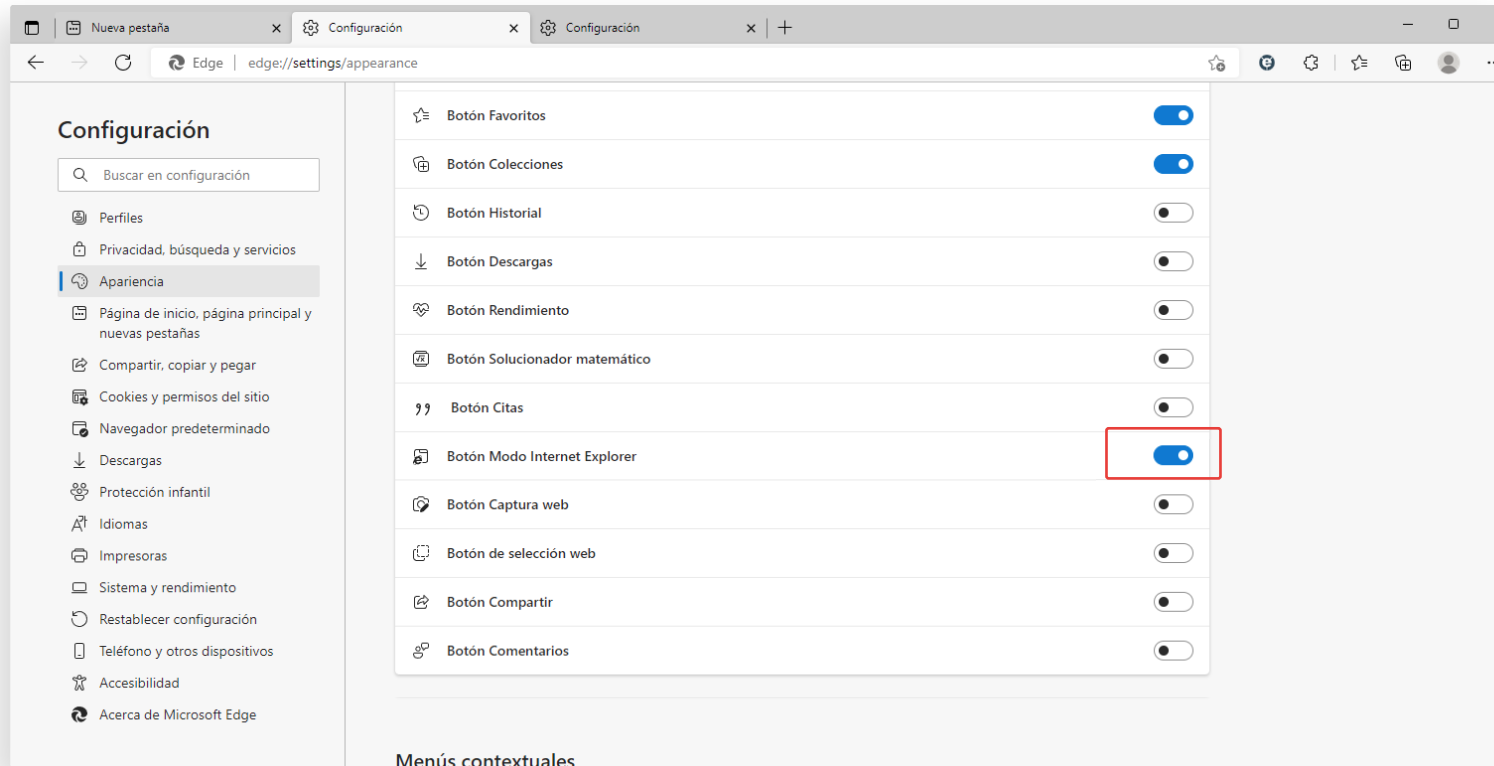 Nueva pestaña
Configuración
Configuración
Edge
edge://settings/appearance
Configuración
Buscar en configuración
Perfiles
Privacidad, búsqueda y servicios
Apariencia
Página de inicio, página principal y
nuevas pestañas
Compartir, copiar y pegar
Cookies y permisos del sitio
Navegador predeterminado
Descargas
Protección infantil
Idiomas
Impresoras
Sistema y rendimiento
Restablecer configuración
Teléfono y otros dispositivos
Accesibilidad
Acerca de Microsoft Edge
Botón Favoritos
Botón Colecciones
Botón Historial
Botón Descargas
Botón Rendimiento
Botón Solucionador matemático
Botón Citas
Botón Modo Internet Explorer
Botón Captura web
Botón de selección web
Botón Compartir
Botón Comentarios
Menús contextuales